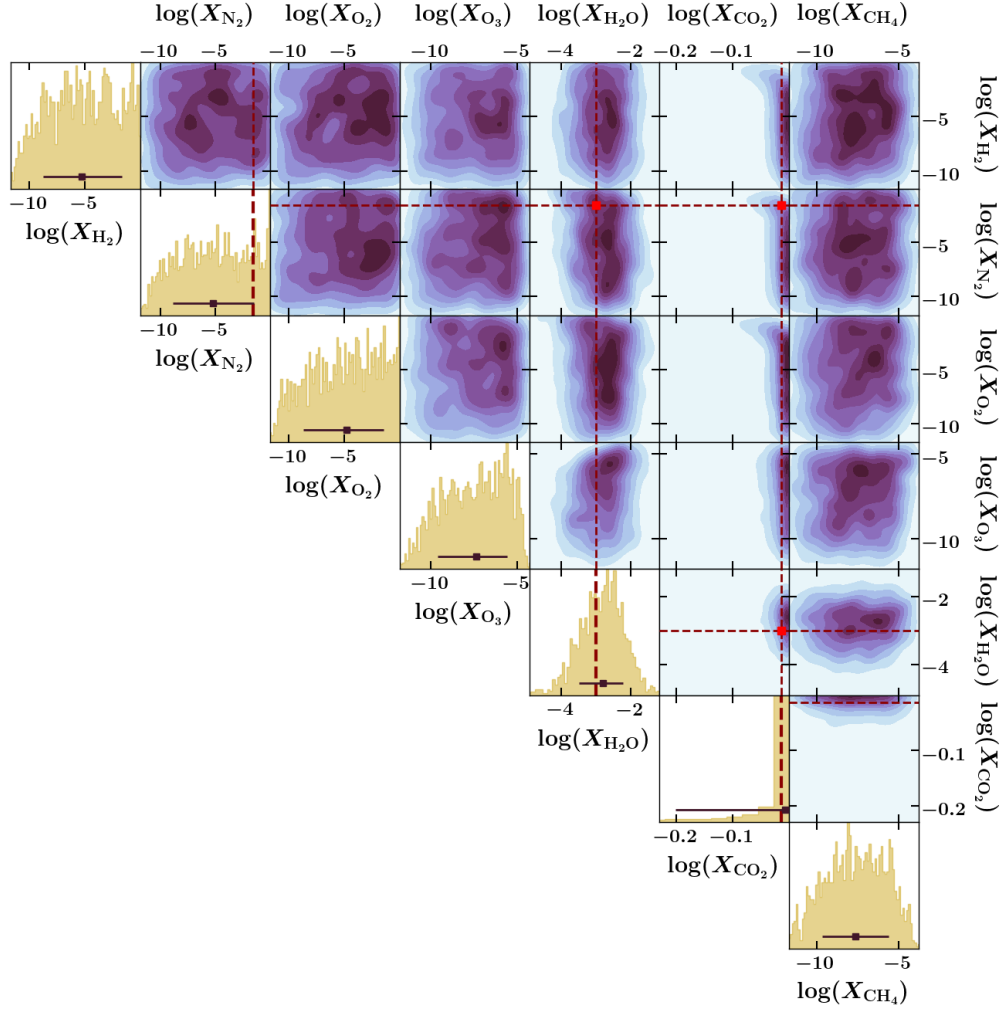 log(X_N₂) log(X_O₂) log(X_O₃) log(X_H₂O) log(X_CO₂) log(X_CH₄)
−10 −5 −10 −5 −10 −5 −4 −2 −0.2 −0.1 −10 −5
−5
−10
log(X_H₂)
−10 −5
log(X_H₂)
−5
−10
log(X_N₂)
−10 −5
log(X_N₂)
−5
−10
log(X_O₂)
−10 −5
log(X_O₂)
−5
−10
log(X_O₃)
−10 −5
log(X_O₃)
−2
−4
log(X_H₂O)
−4 −2
log(X_H₂O)
−0.1
−0.2
log(X_CO₂)
−0.2 −0.1
log(X_CO₂)
−10 −5
log(X_CH₄)